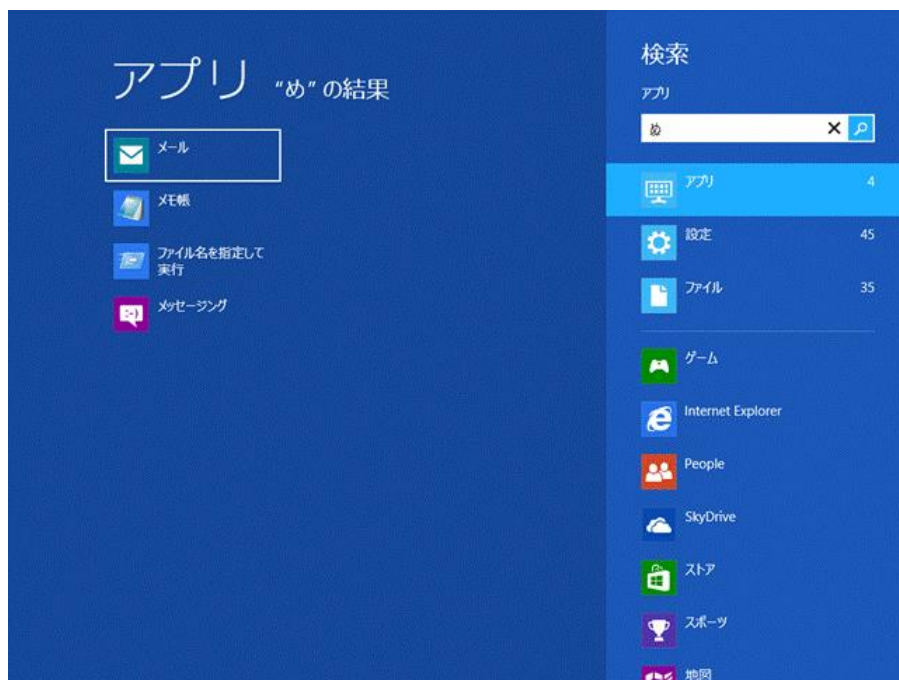 アプリ "め" の結果
メール
メモ帳
ファイル名を指定して
実行
メッセージング
検索
アプリ
め
アプリ 4
設定 45
ファイル 35
ゲーム
Internet Explorer
People
SkyDrive
ストア
スポーツ
地図